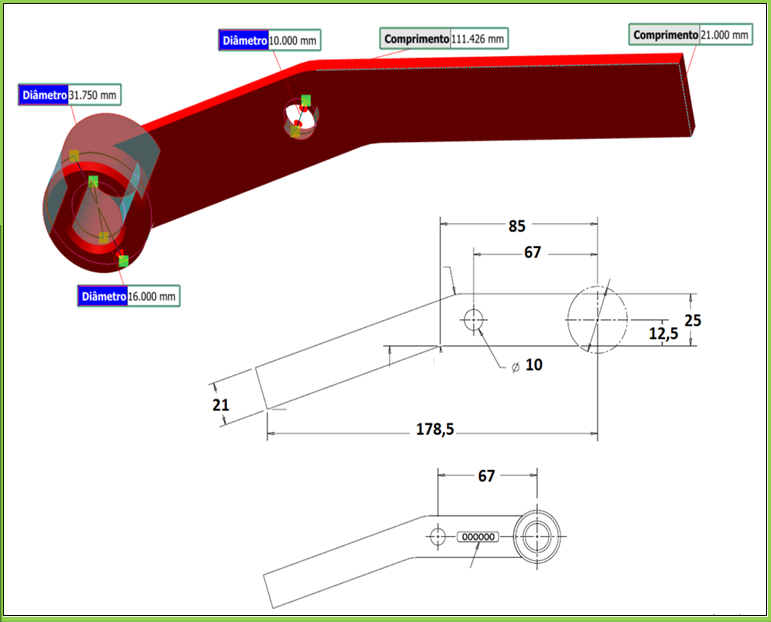 Diâmetro 10.000 mm
Comprimento 111.426 mm
Comprimento 21.000 mm
Diâmetro 31.750 mm
Diâmetro 16.000 mm
85
67
25
12,5
⌀ 10
21
178,5
67
000000